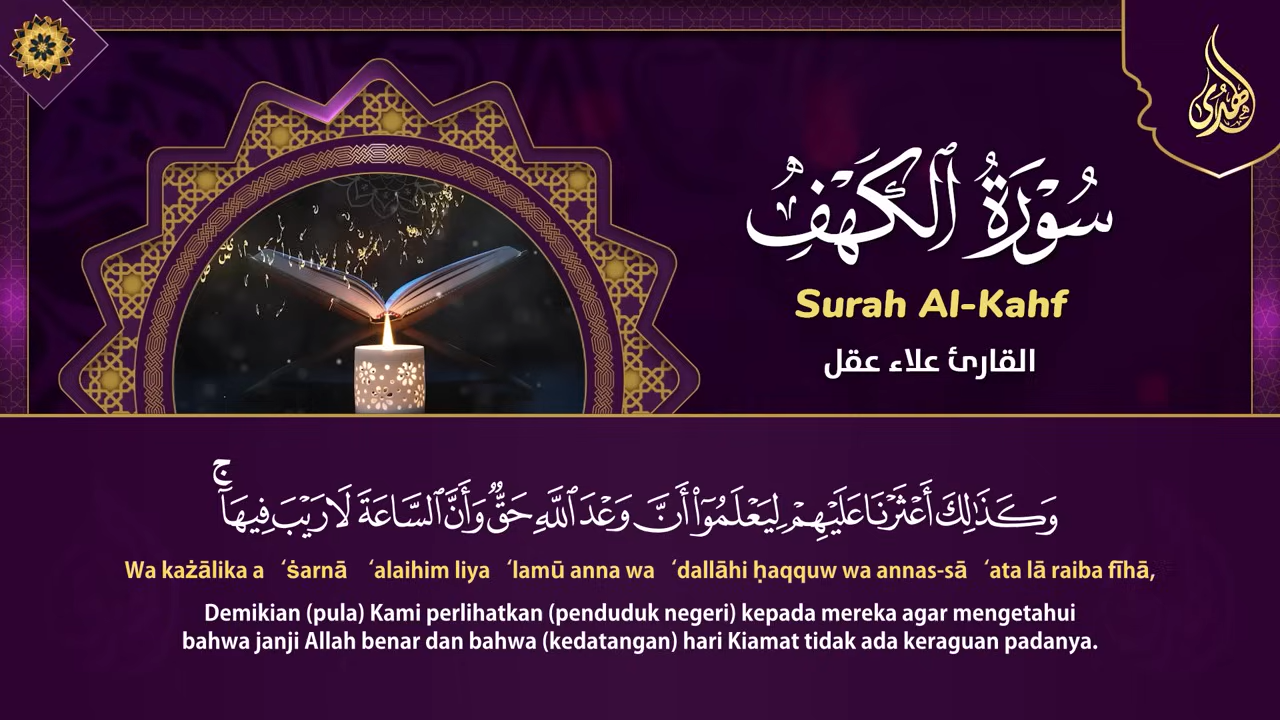 الهدى
سُورَةُ ٱلْكَهْفِ
Surah Al-Kahf
القارئ علاء عقل
وَكَذَٰلِكَ أَعْثَرْنَا عَلَيْهِمْ لِيَعْلَمُوٓا۟ أَنَّ وَعْدَ ٱللَّهِ حَقٌّ وَأَنَّ ٱلسَّاعَةَ لَا رَيْبَ فِيهَآ ۚ
Wa każālika a ‘ṡarnā ‘alaihim liya ‘lamū anna wa ‘dallāhi ḥaqquw wa annas-sā ‘ata lā raiba fīhā,
Demikian (pula) Kami perlihatkan (penduduk negeri) kepada mereka agar mengetahui
bahwa janji Allah benar dan bahwa (kedatangan) hari Kiamat tidak ada keraguan padanya.